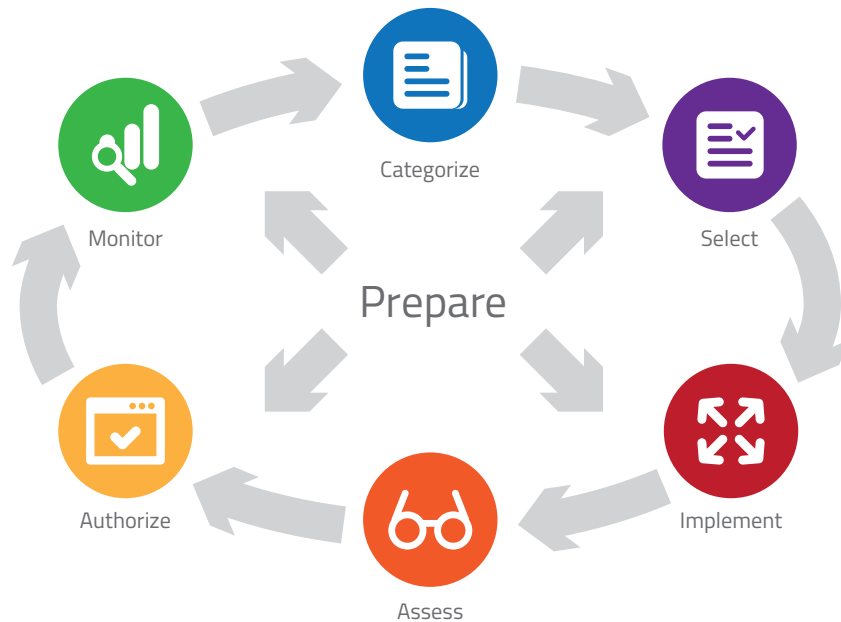 Categorize
Monitor
Select
Prepare
Authorize
Implement
Assess